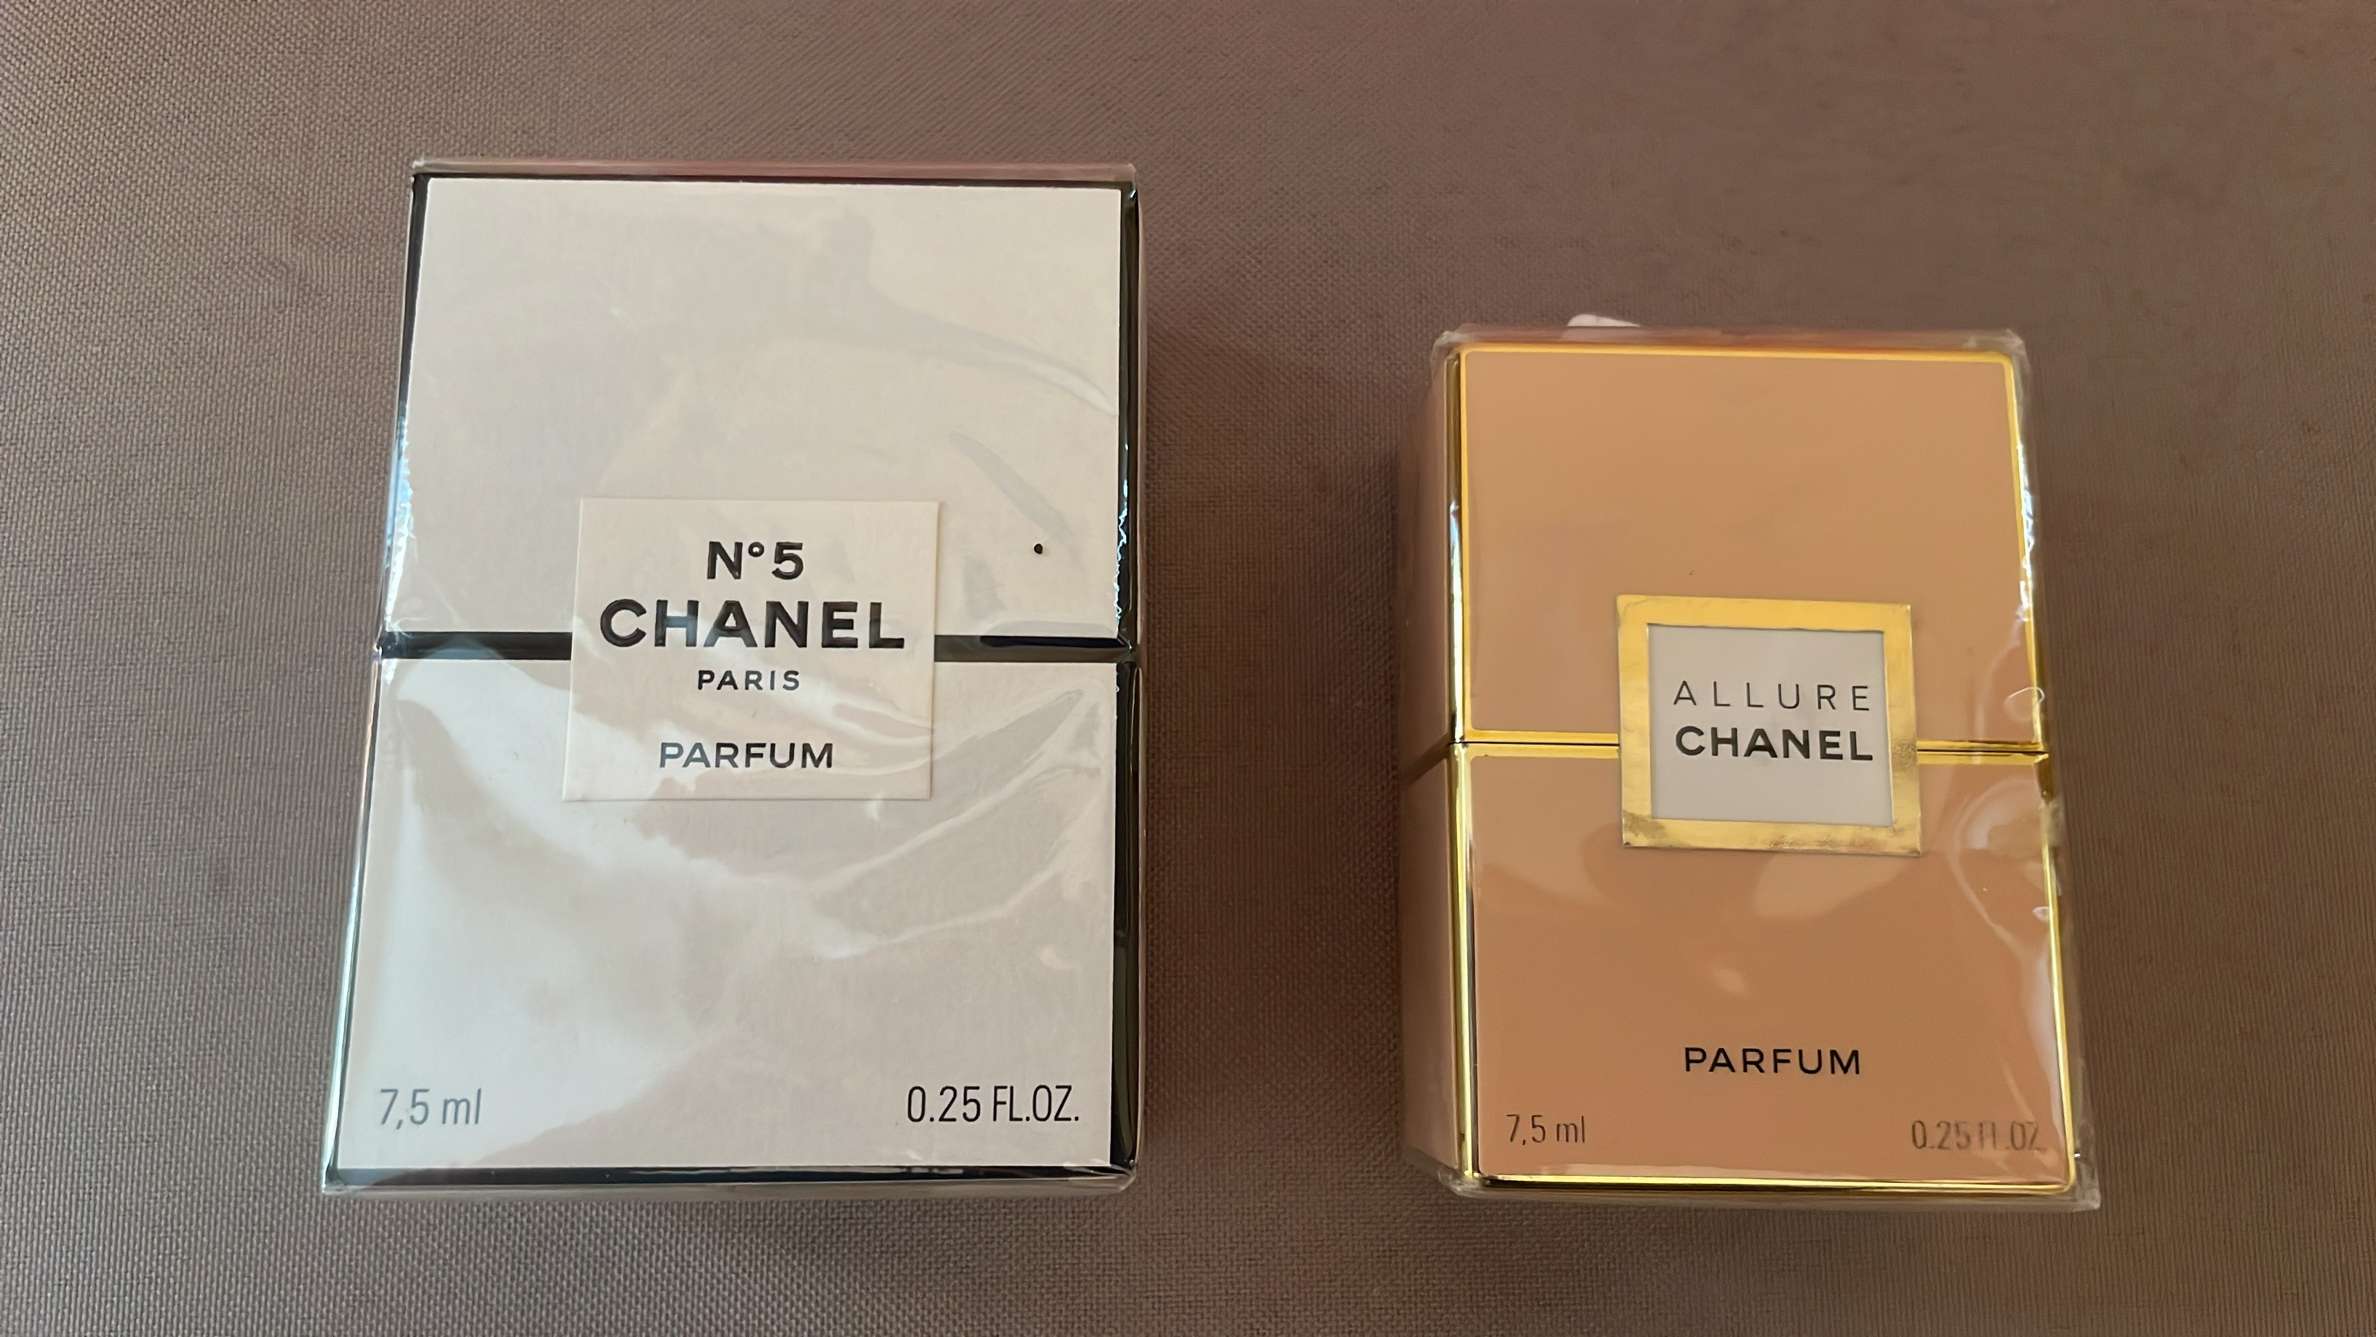 N°5
CHANEL
PARIS
PARFUM
7,5 ml
0.25 FL.OZ.
ALLURE
CHANEL
PARFUM
7,5 ml
0.25 FL.OZ.